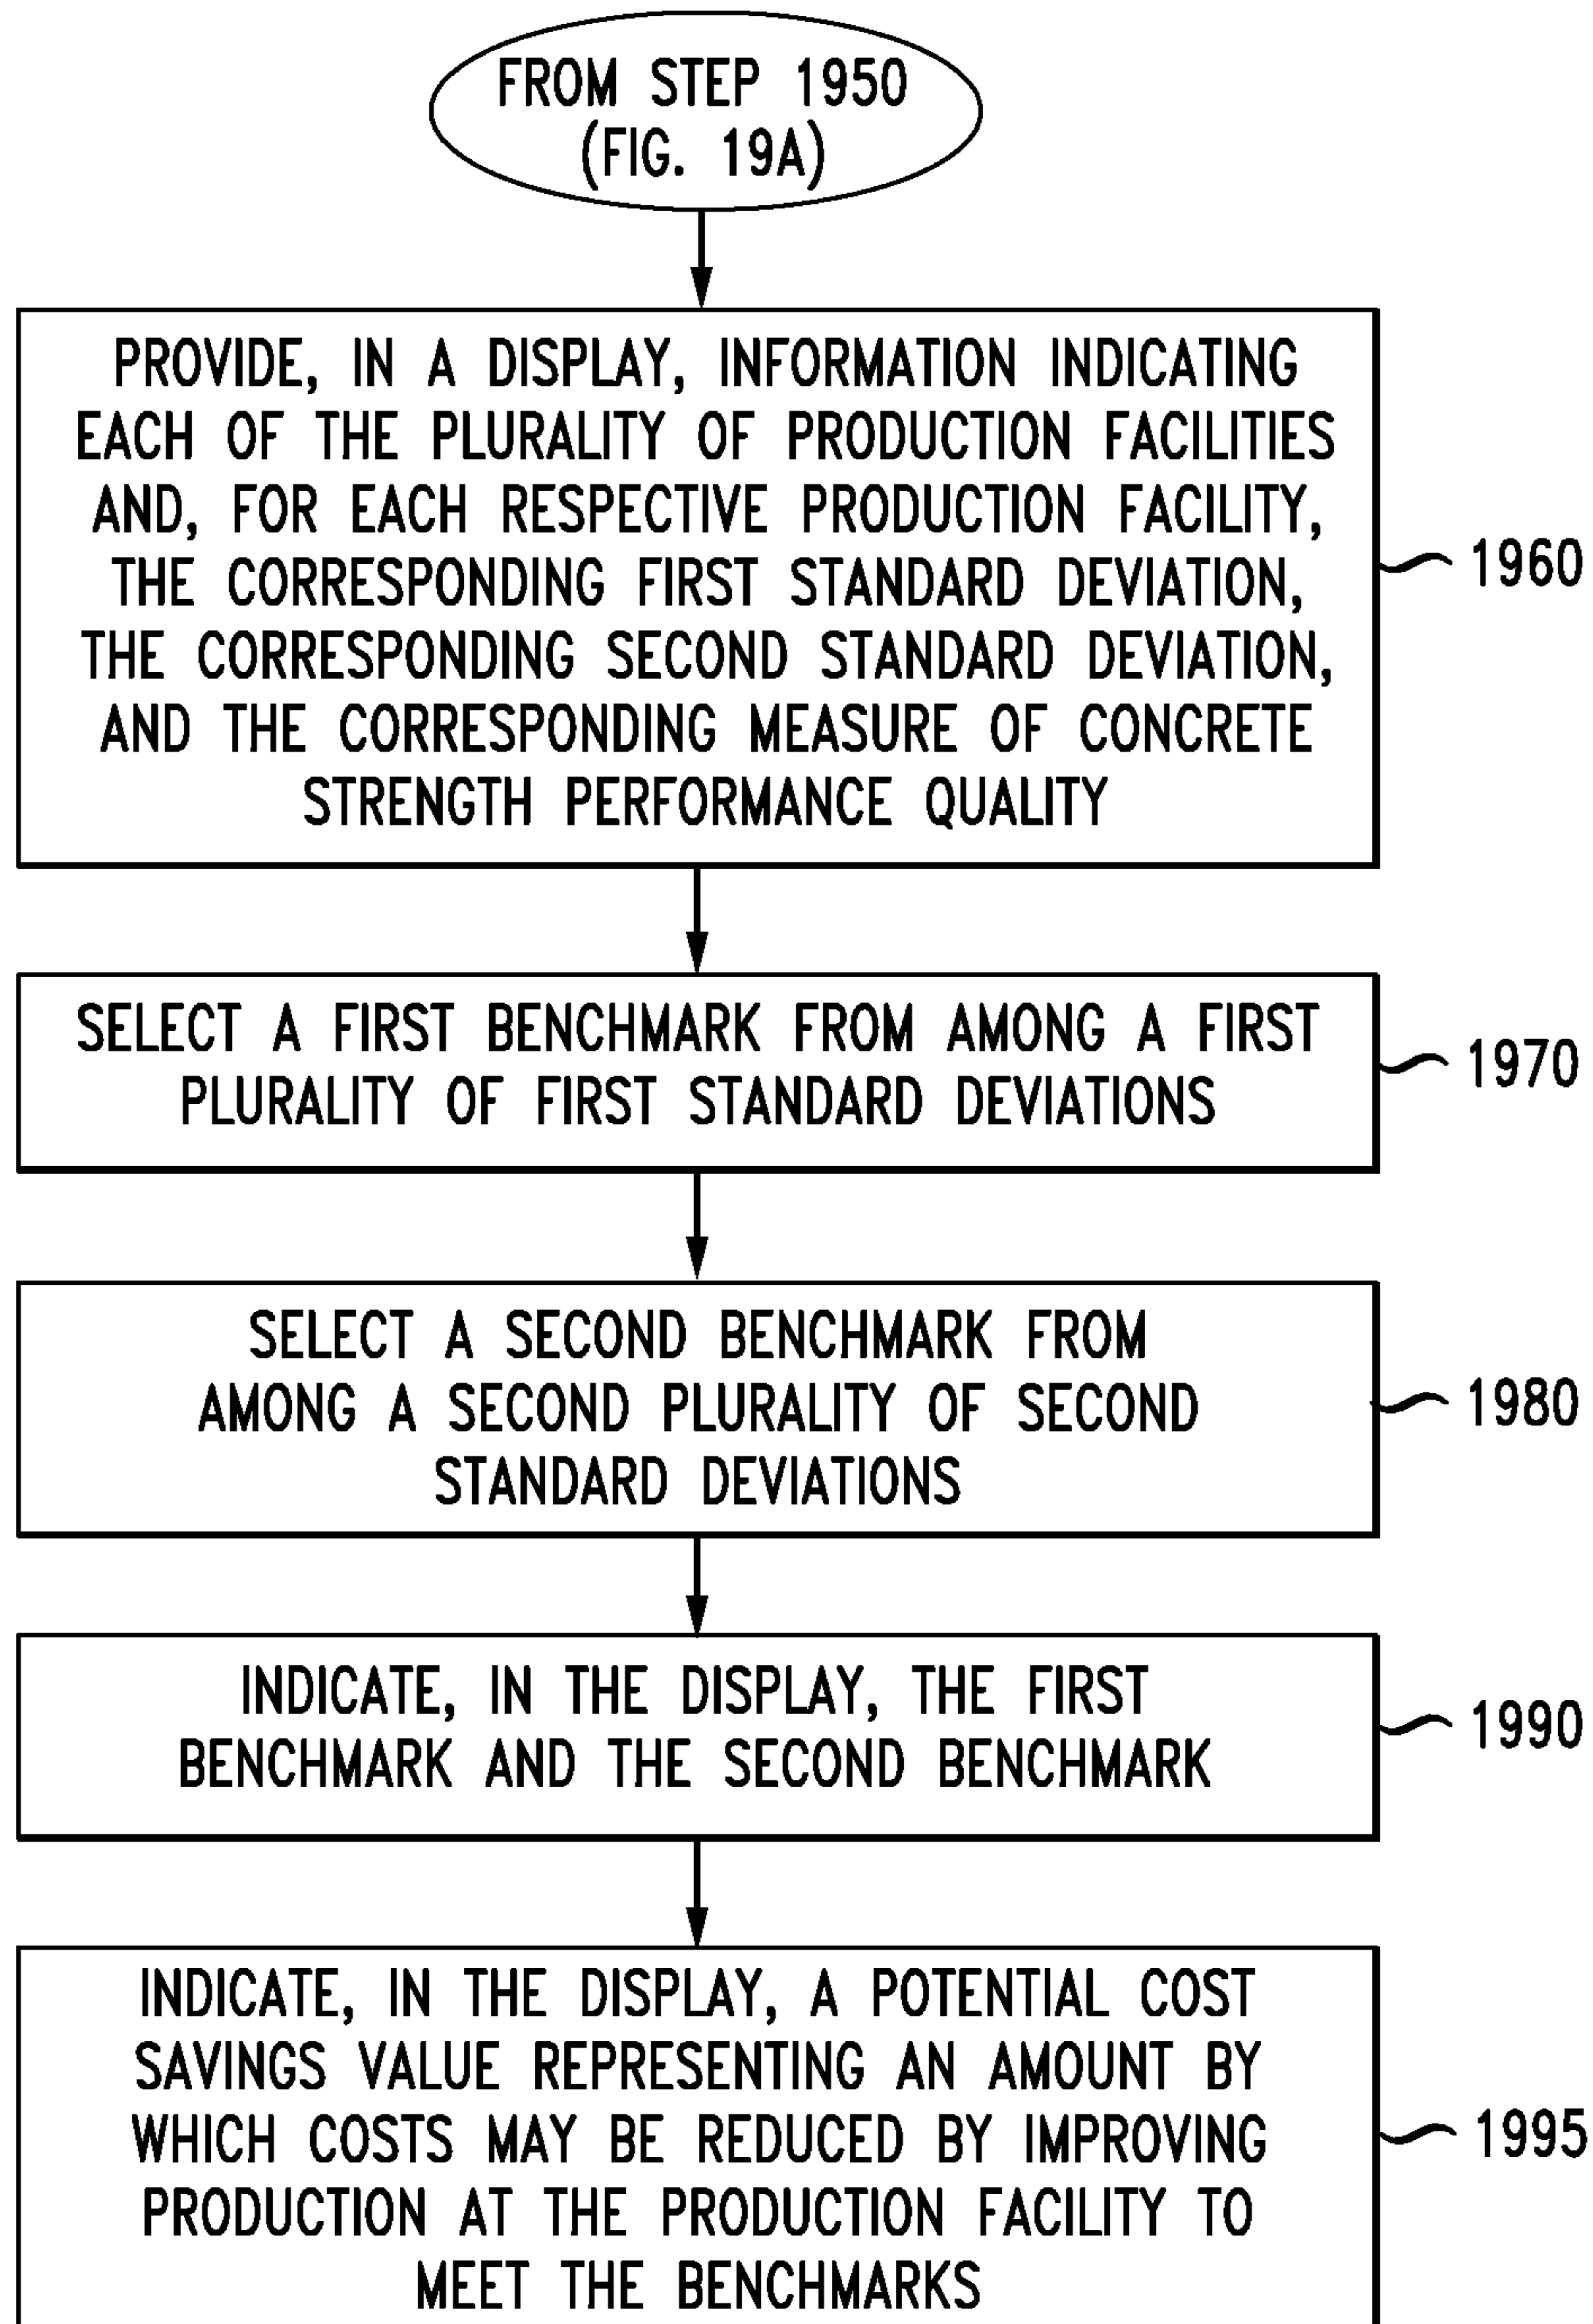 FROM STEP 1950
(FIG. 19A)
PROVIDE, IN A DISPLAY, INFORMATION INDICATING
EACH OF THE PLURALITY OF PRODUCTION FACILITIES
AND, FOR EACH RESPECTIVE PRODUCTION FACILITY,
THE CORRESPONDING FIRST STANDARD DEVIATION,
THE CORRESPONDING SECOND STANDARD DEVIATION,
AND THE CORRESPONDING MEASURE OF CONCRETE
STRENGTH PERFORMANCE QUALITY
1960
SELECT A FIRST BENCHMARK FROM AMONG A FIRST
PLURALITY OF FIRST STANDARD DEVIATIONS
1970
SELECT A SECOND BENCHMARK FROM
AMONG A SECOND PLURALITY OF SECOND
STANDARD DEVIATIONS
1980
INDICATE, IN THE DISPLAY, THE FIRST
BENCHMARK AND THE SECOND BENCHMARK
1990
INDICATE, IN THE DISPLAY, A POTENTIAL COST
SAVINGS VALUE REPRESENTING AN AMOUNT BY
WHICH COSTS MAY BE REDUCED BY IMPROVING
PRODUCTION AT THE PRODUCTION FACILITY TO
MEET THE BENCHMARKS
1995